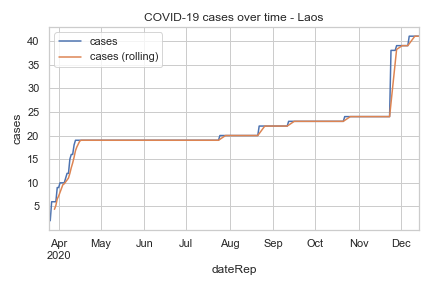 COVID-19 cases over time - Laos
cases
cases (rolling)
40
35
30
25
20
15
10
5
cases
Apr May Jun Jul Aug Sep Oct Nov Dec
2020
dateRep